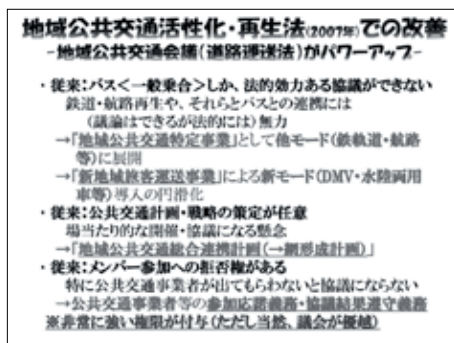 地域公共交通活性化・再生法(2007年)での改善
-地域公共交通会議(道路運送法)がパワーアップ-
・従来:バス<一般乗合>しか、法的効力ある協議ができない
鉄道・航路再生や、それらとバスとの連携には
(議論はできるが法的には)無力
→「地域公共交通特定事業」として他モード(鉄軌道・航路
等)に展開
→「新地域旅客運送事業」による新モード(DMV・水陸両用
車等)導入の円滑化
・従来:公共交通計画・戦略の策定が任意
場当たり的な開催・協議になる懸念
→「地域公共交通総合連携計画(→網形成計画)」
・従来:メンバー参加への拒否権がある
特に公共交通事業者が出てもらわないと協議にならない
→公共交通事業者等の参加応諾義務・協議結果遵守義務
※非常に強い権限が付与(ただし当然、議会が優越)